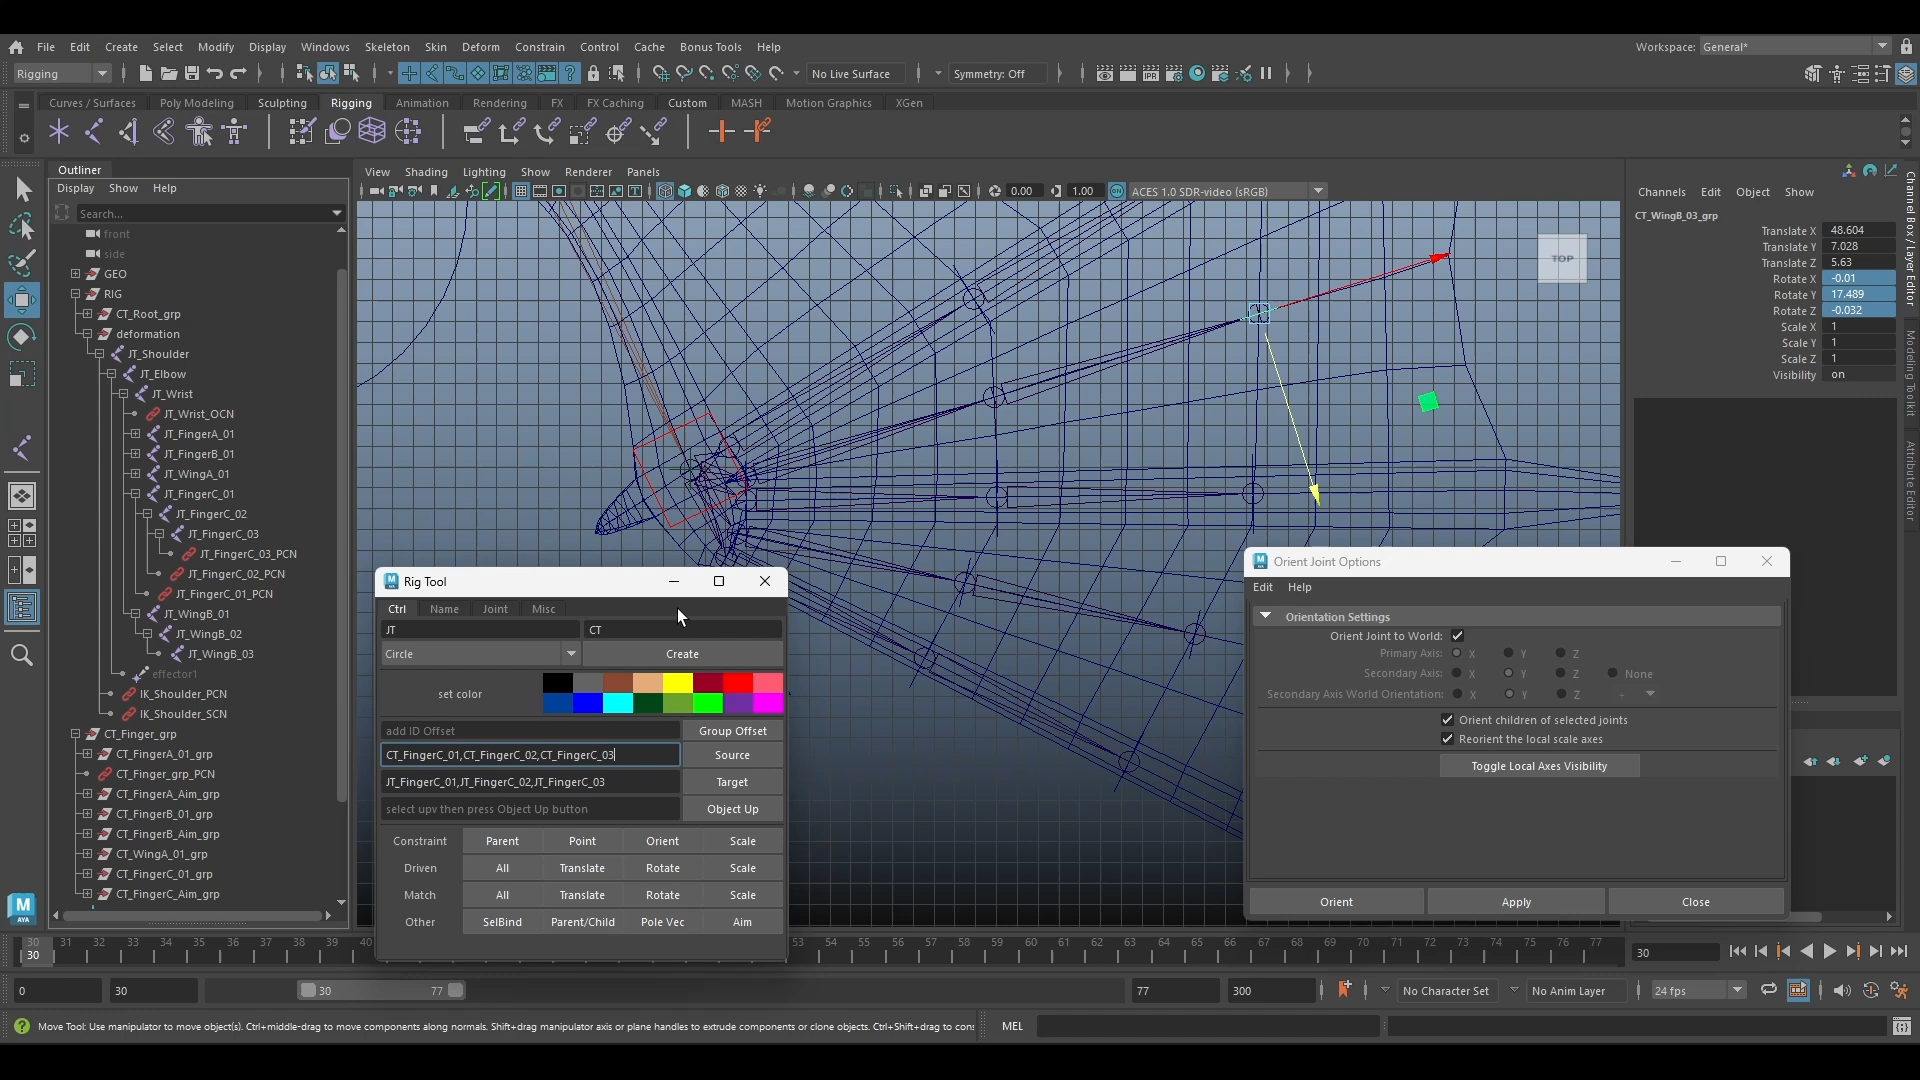 File Edit Create Select Modify Display Windows Skeleton Skin Deform Constrain Control Cache Bonus Tools Help
Workspace: General*
Rigging
No Live Surface
Symmetry: Off
IPR
Curves / Surfaces Poly Modeling Sculpting Rigging Animation Rendering FX FX Caching Custom MASH Motion Graphics XGen
Outliner
Display Show Help
Search...
front
side
GEO
RIG
CT_Root_grp
deformation
JT_Shoulder
JT_Elbow
JT_Wrist
JT_Wrist_OCN
JT_FingerA_01
JT_FingerB_01
JT_WingA_01
JT_FingerC_01
JT_FingerC_02
JT_FingerC_03
JT_FingerC_03_PCN
JT_FingerC_02_PCN
JT_FingerC_01_PCN
JT_WingB_01
JT_WingB_02
JT_WingB_03
effector1
IK_Shoulder_PCN
IK_Shoulder_SCN
CT_Finger_grp
CT_FingerA_01_grp
CT_Finger_grp_PCN
CT_FingerA_Aim_grp
CT_FingerB_01_grp
CT_FingerB_Aim_grp
CT_WingA_01_grp
CT_FingerC_01_grp
CT_FingerC_Aim_grp
View Shading Lighting Show Renderer Panels
0.00
1.00
ON
ACES 1.0 SDR-video (sRGB)
TOP
Channels Edit Object Show
CT_WingB_03_grp
Translate X 48.604
Translate Y 7.028
Translate Z 5.63
Rotate X -0.01
Rotate Y 17.489
Rotate Z -0.032
Scale X 1
Scale Y 1
Scale Z 1
Visibility on
Channel Box / Layer Editor
Modeling Toolkit
Attribute Editor
Rig Tool
Ctrl Name Joint Misc
JT CT
Circle Create
set color
add ID Offset Group Offset
CT_FingerC_01,CT_FingerC_02,CT_FingerC_03 Source
JT_FingerC_01,JT_FingerC_02,JT_FingerC_03 Target
select upv then press Object Up button Object Up
Constraint Parent Point Orient Scale
Driven All Translate Rotate Scale
Match All Translate Rotate Scale
Other SelBind Parent/Child Pole Vec Aim
Orient Joint Options
Edit Help
Orientation Settings
Orient Joint to World:
Primary Axis: X Y Z
Secondary Axis: X Y Z None
Secondary Axis World Orientation: X Y Z +
Orient children of selected joints
Reorient the local scale axes
Toggle Local Axes Visibility
Orient Apply Close
M
AYA
30 31 32 33 34 35 36 37 38 39 40 53 54 55 56 57 58 59 60 61 62 63 64 65 66 67 68 69 70 71 72 73 74 75 76 77
30
30
0 30 30 77 77 300
No Character Set
No Anim Layer
24 fps
Move Tool: Use manipulator to move object(s). Ctrl+middle-drag to move components along normals. Shift+drag manipulator axis or plane handles to extrude components or clone objects. Ctrl+Shift+drag to con
MEL